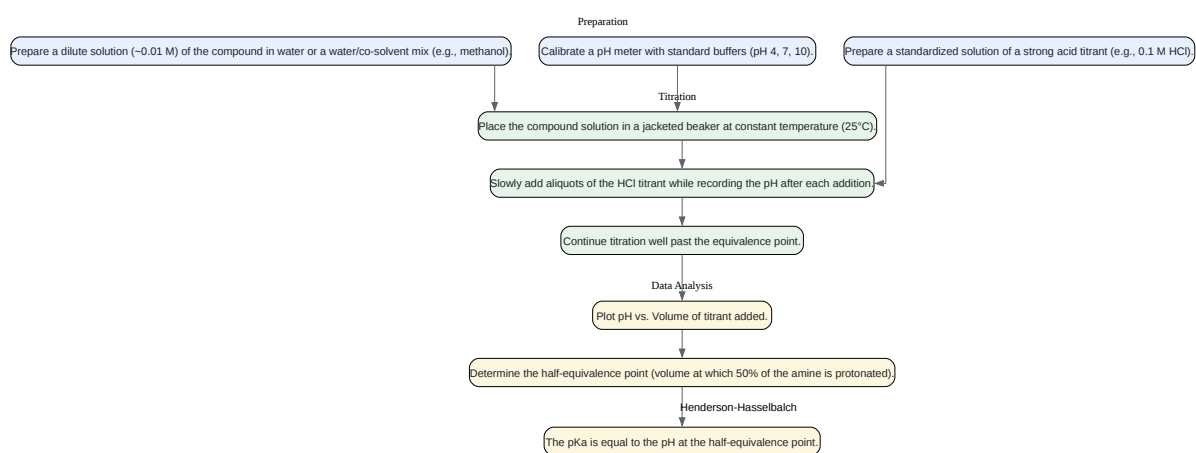 Preparation
Prepare a dilute solution (~0.01 M) of the compound in water or a water/co-solvent mix (e.g., methanol).
Calibrate a pH meter with standard buffers (pH 4, 7, 10).
Prepare a standardized solution of a strong acid titrant (e.g., 0.1 M HCl).
Titration
Place the compound solution in a jacketed beaker at constant temperature (25°C).
Slowly add aliquots of the HCl titrant while recording the pH after each addition.
Continue titration well past the equivalence point.
Data Analysis
Plot pH vs. Volume of titrant added.
Determine the half-equivalence point (volume at which 50% of the amine is protonated).
Henderson-Hasselbalch
The pKa is equal to the pH at the half-equivalence point.